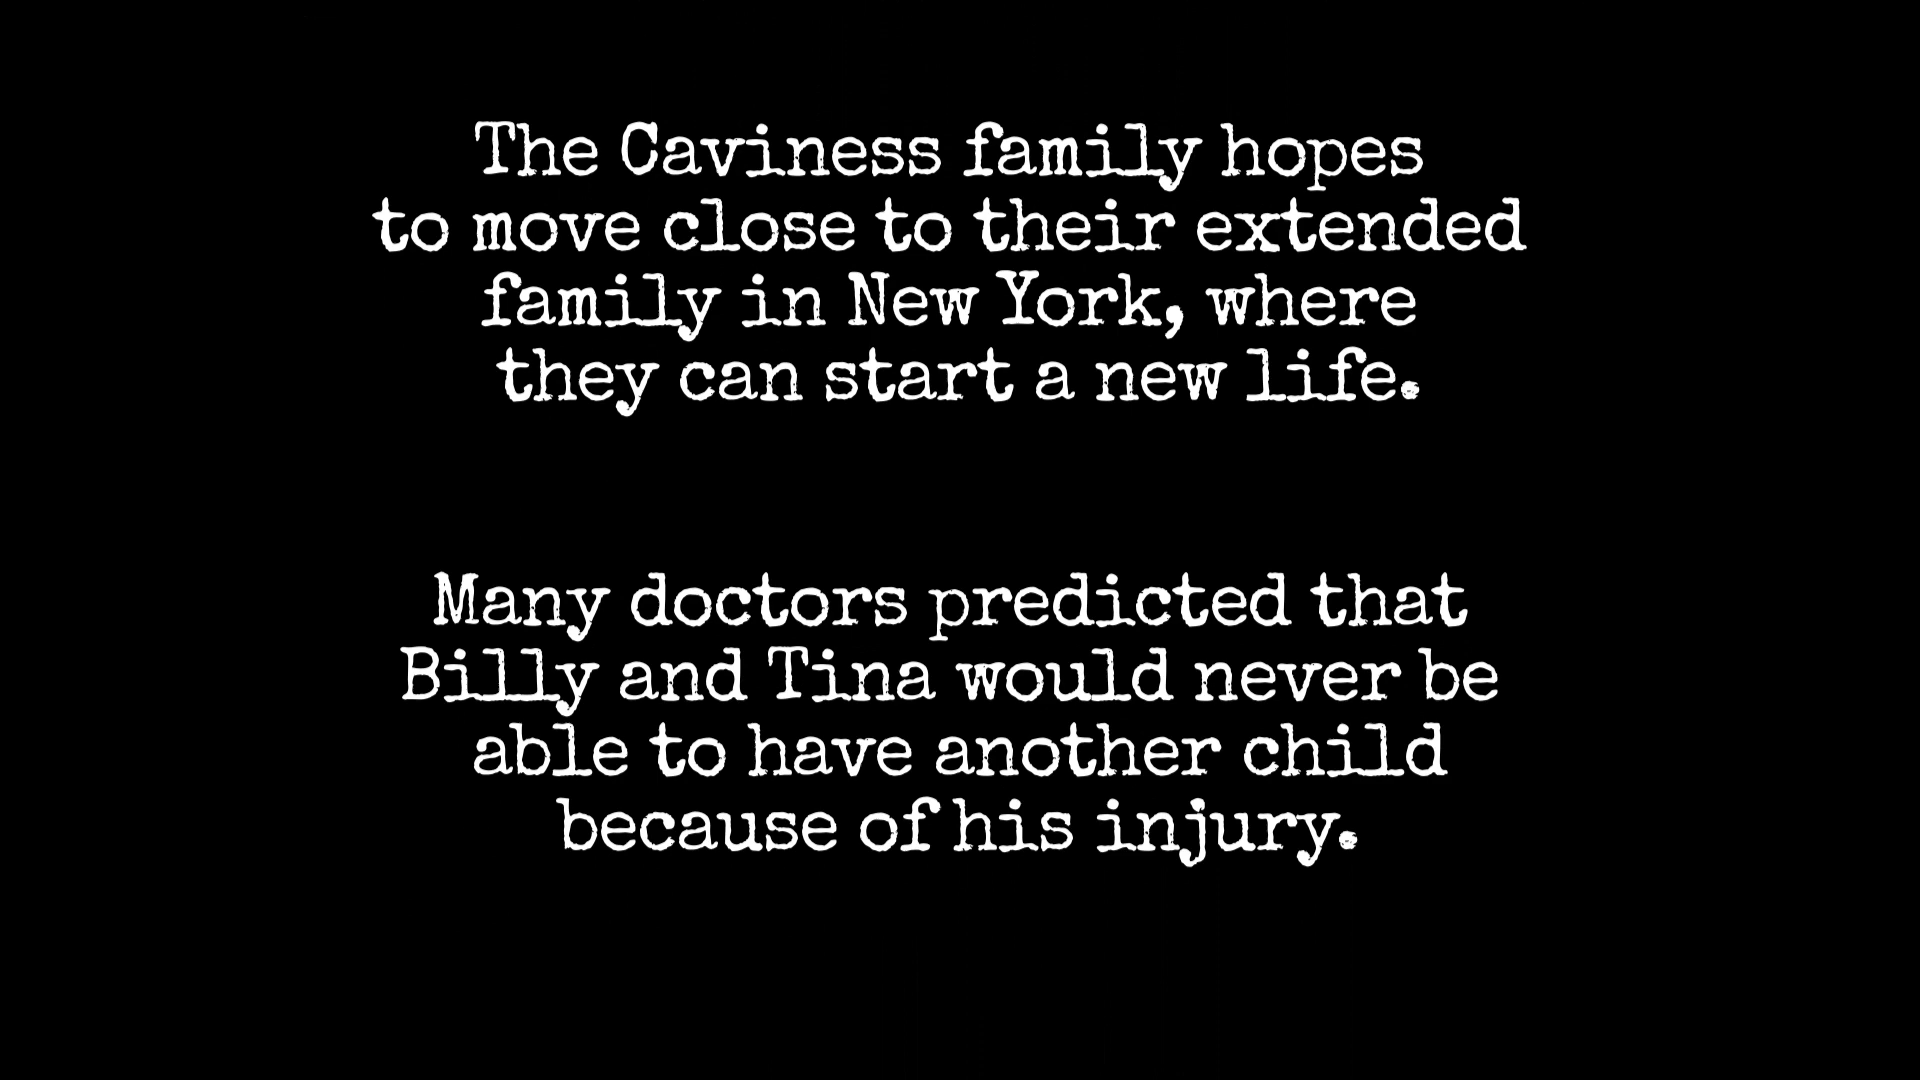 The Caviness family hopes
to move close to their extended
family in New York, where
they can start a new life.
Many doctors predicted that
Billy and Tina would never be
able to have another child
because of his injury.